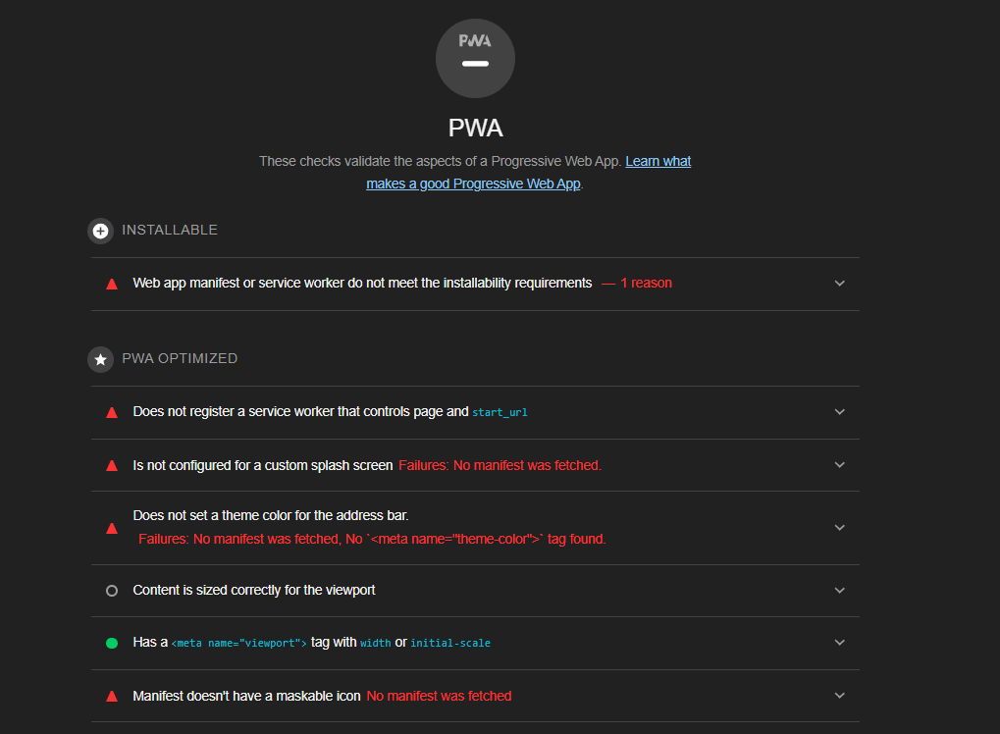 PWA
PWA
These checks validate the aspects of a Progressive Web App. Learn what
makes a good Progressive Web App.
INSTALLABLE
Web app manifest or service worker do not meet the installability requirements — 1 reason
PWA OPTIMIZED
Does not register a service worker that controls page and start_url
Is not configured for a custom splash screen Failures: No manifest was fetched.
Does not set a theme color for the address bar.
Failures: No manifest was fetched, No `<meta name="theme-color">` tag found.
Content is sized correctly for the viewport
Has a <meta name="viewport"> tag with width or initial-scale
Manifest doesn't have a maskable icon No manifest was fetched